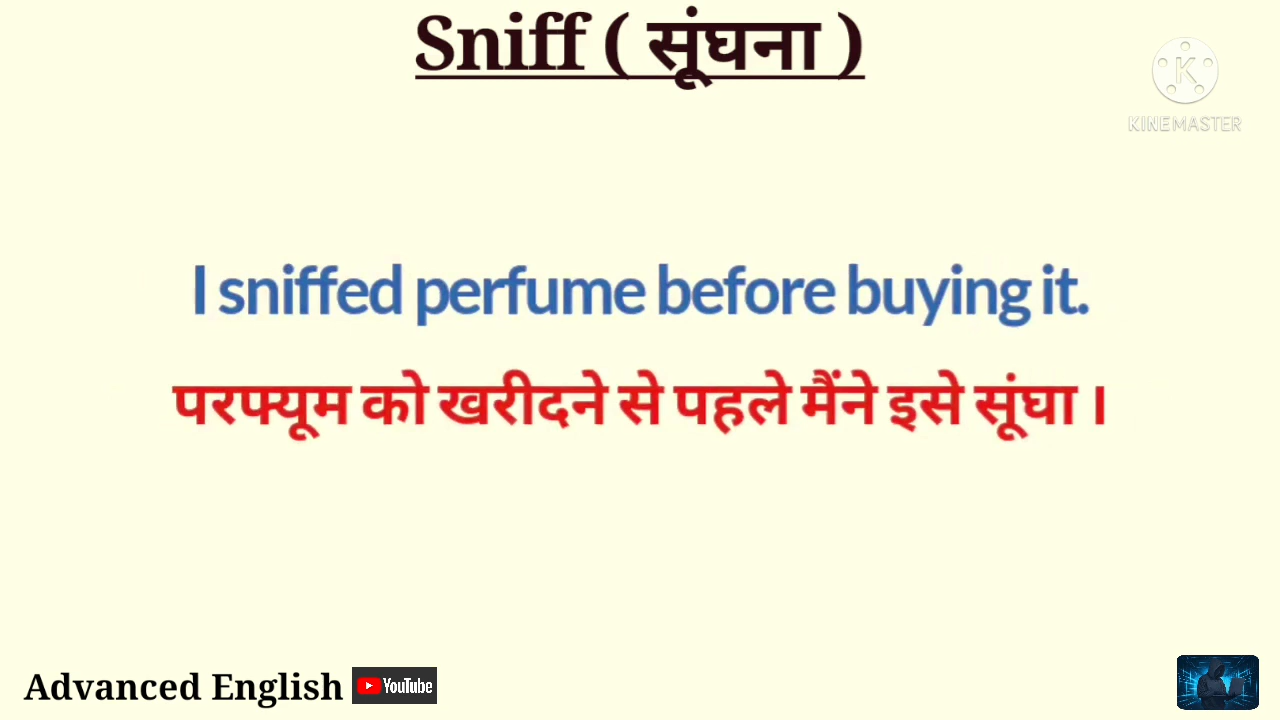 Sniff ( सूंघना )
KINEMASTER
I sniffed perfume before buying it.
परफ्यूम को खरीदने से पहले मैंने इसे सूंघा ।
Advanced English YouTube